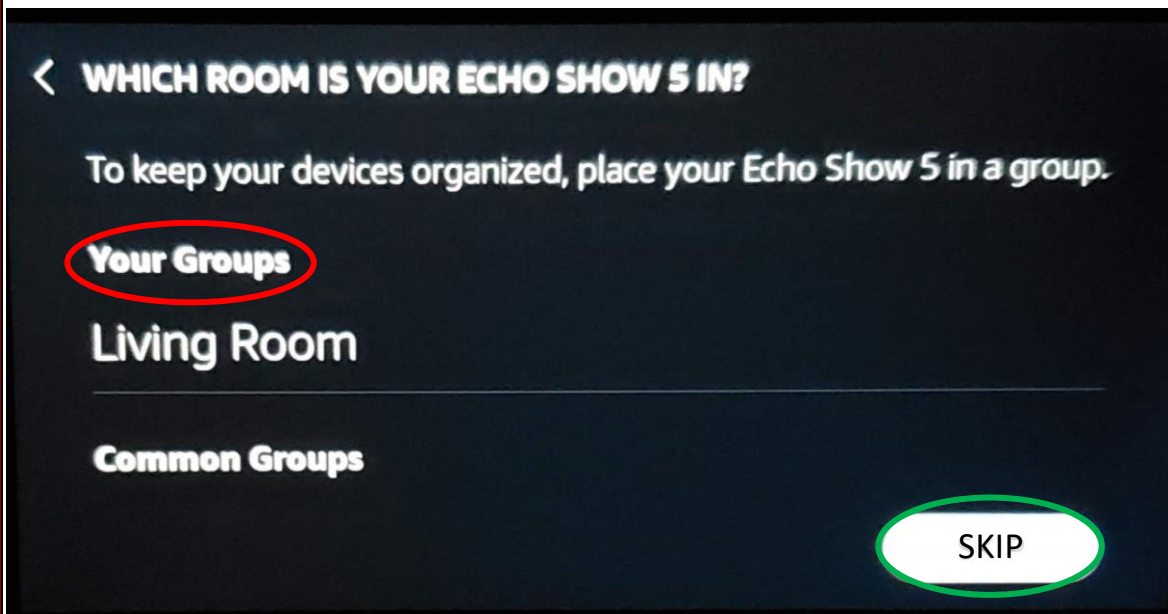 WHICH ROOM IS YOUR ECHO SHOW 5 IN?
To keep your devices organized, place your Echo Show 5 in a group.
Your Groups
Living Room
Common Groups
SKIP